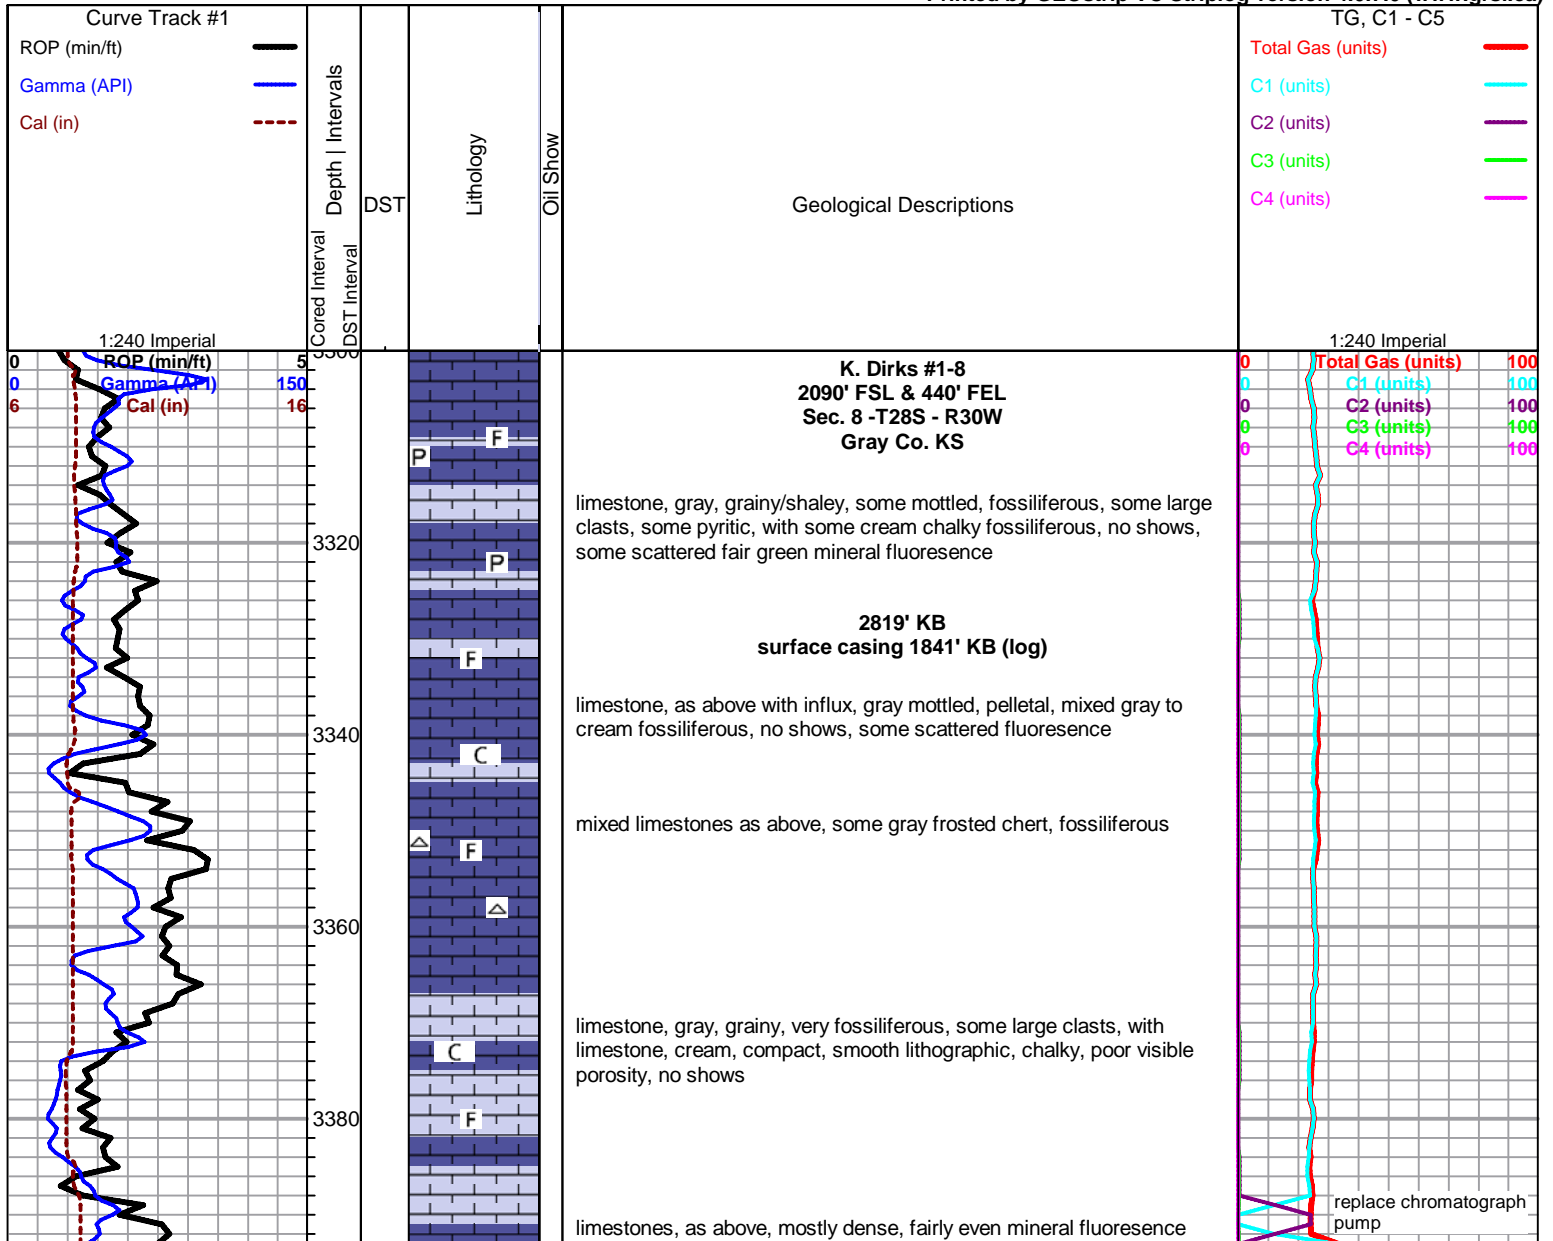 Curve Track #1
ROP (min/ft)
Gamma (API)
Cal (in)
1:240 Imperial
0 ROP (min/ft) 5
0 Gamma (API) 150
6 Cal (in) 16
Depth | Intervals
Cored Interval
DST Interval
DST
Lithology
Oil Show
Geological Descriptions
TG, C1 - C5
Total Gas (units)
C1 (units)
C2 (units)
C3 (units)
C4 (units)
1:240 Imperial
0 Total Gas (units) 100
0 C1 (units) 100
0 C2 (units) 100
0 C3 (units) 100
0 C4 (units) 100
K. Dirks #1-8
2090' FSL & 440' FEL
Sec. 8 -T28S - R30W
Gray Co. KS
F
P
limestone, gray, grainy/shaley, some mottled, fossiliferous, some large
clasts, some pyritic, with some cream chalky fossiliferous, no shows,
some scattered fair green mineral fluoresence
3320
P
2819' KB
surface casing 1841' KB (log)
F
limestone, as above with influx, gray mottled, pelletal, mixed gray to
cream fossiliferous, no shows, some scattered fluoresence
3340
C
mixed limestones as above, some gray frosted chert, fossiliferous
F
3360
limestone, gray, grainy, very fossiliferous, some large clasts, with
limestone, cream, compact, smooth lithographic, chalky, poor visible
porosity, no shows
C
3380
F
replace chromatograph
pump
limestones, as above, mostly dense, fairly even mineral fluoresence